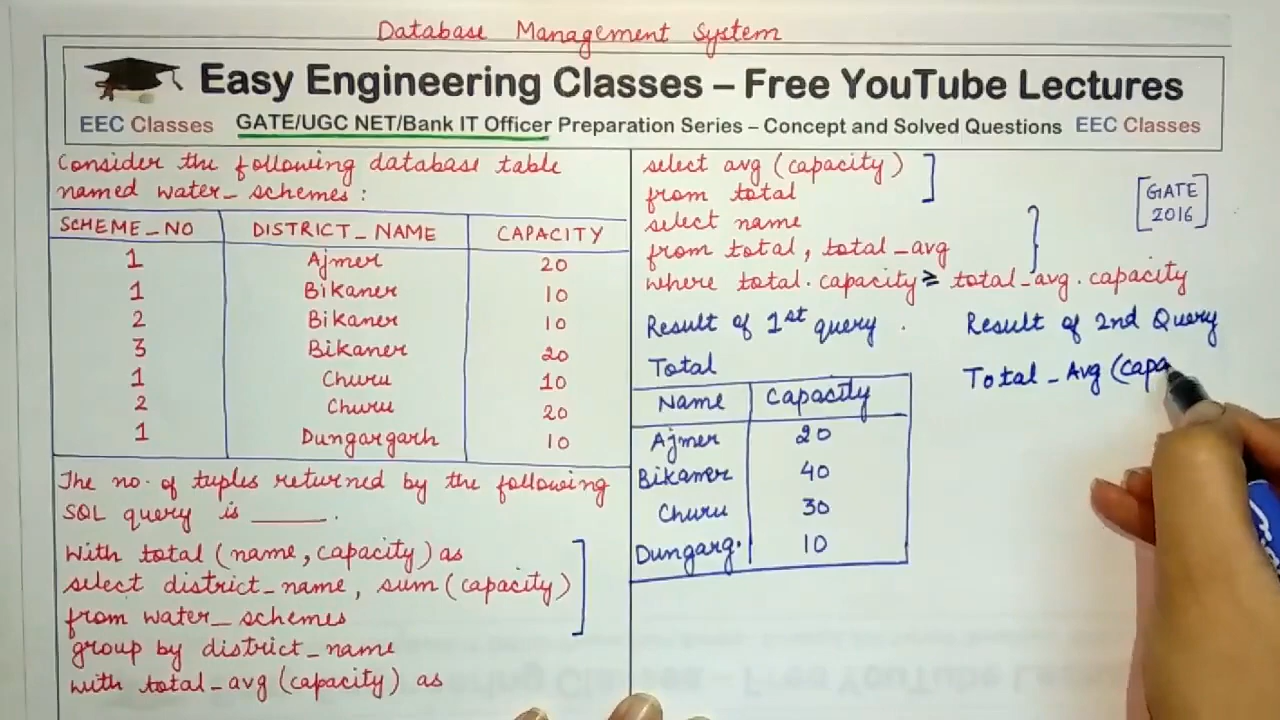 Database Management System
Easy Engineering Classes – Free YouTube Lectures
EEC Classes GATE/UGC NET/Bank IT Officer Preparation Series – Concept and Solved Questions EEC Classes
Consider the following database table
named water_schemes :
SCHEME_NO DISTRICT_NAME CAPACITY
1 Ajmer 20
1 Bikaner 10
2 Bikaner 10
3 Bikaner 20
1 Churu 10
2 Churu 20
1 Dungargarh 10
The no. of tuples returned by the following
SQL query is ______ .
With total (name, capacity) as
select district_name, sum (capacity)
from water_schemes
group by district_name
with total_avg (capacity) as
select avg (capacity)
from total
select name
from total, total_avg
where total.capacity ≥ total_avg.capacity
[GATE
2016]
Result of 1st query .
Total
Name Capacity
Ajmer 20
Bikaner 40
Churu 30
Dungarg. 10
Result of 2nd Query
Total_Avg (capa